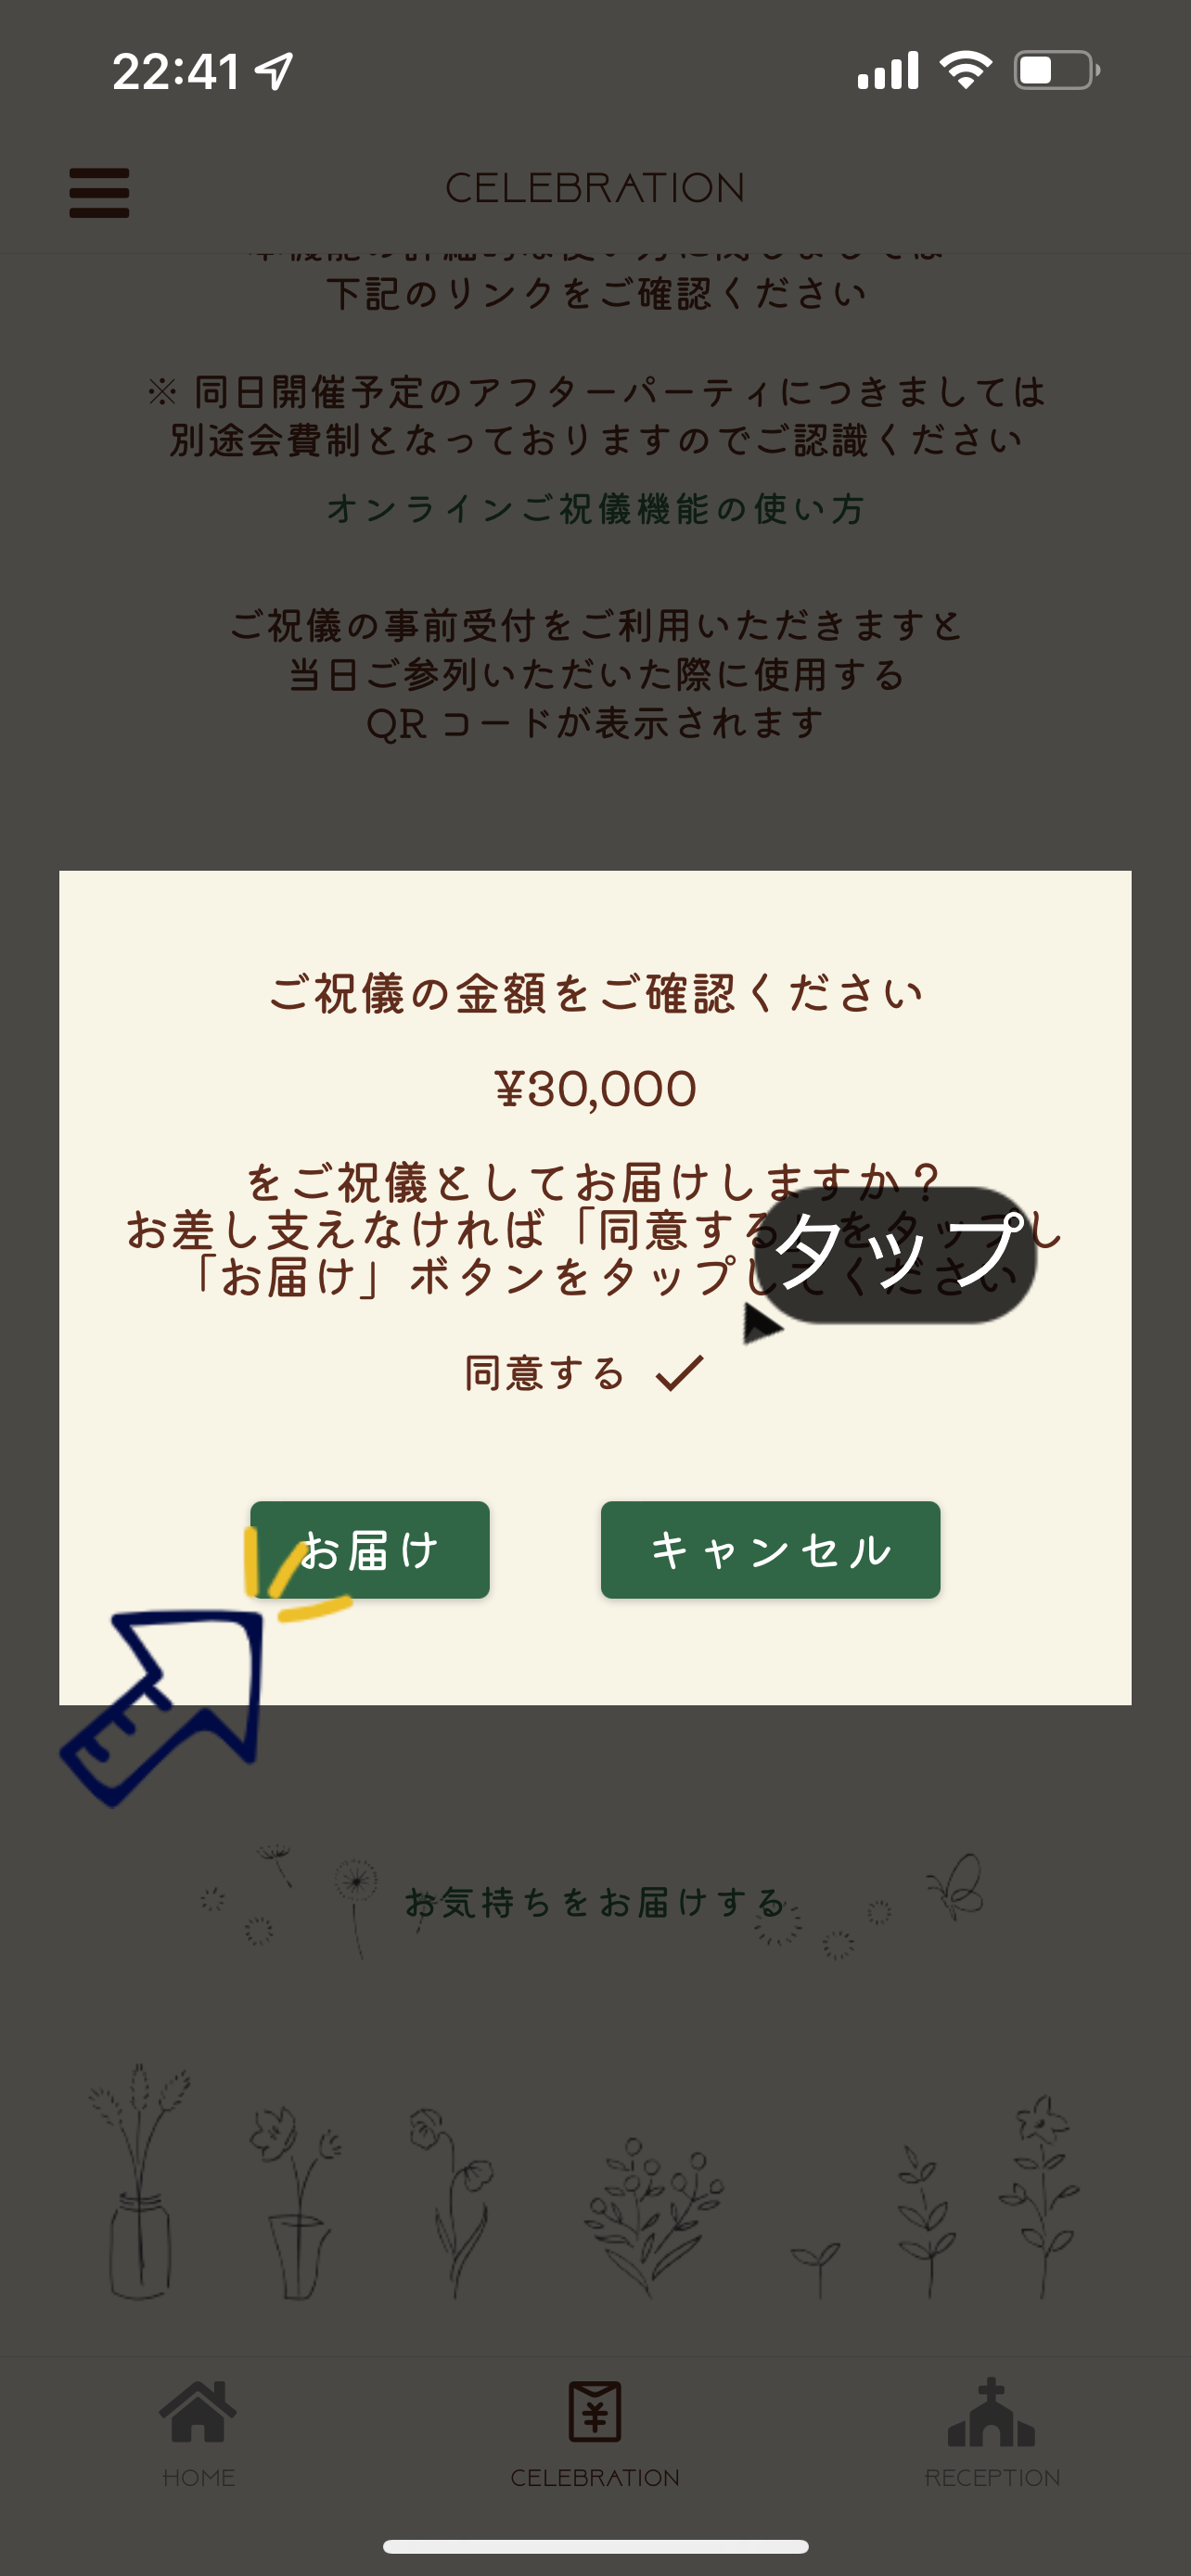 22:41
CELEBRATION
下記のリンクをご確認ください
※ 同日開催予定のアフターパーティにつきましては
別途会費制となっておりますのでご認識ください
オンラインご祝儀機能の使い方
ご祝儀の事前受付をご利用いただきますと
当日ご参列いただいた際に使用する
QR コードが表示されます
ご祝儀の金額をご確認ください
¥30,000
をご祝儀としてお届けしますか？
お差し支えなければ「同意する」をタップし
「お届け」ボタンをタップしてください
タップ
同意する
お届け
キャンセル
お気持ちをお届けする
HOME
CELEBRATION
RECEPTION